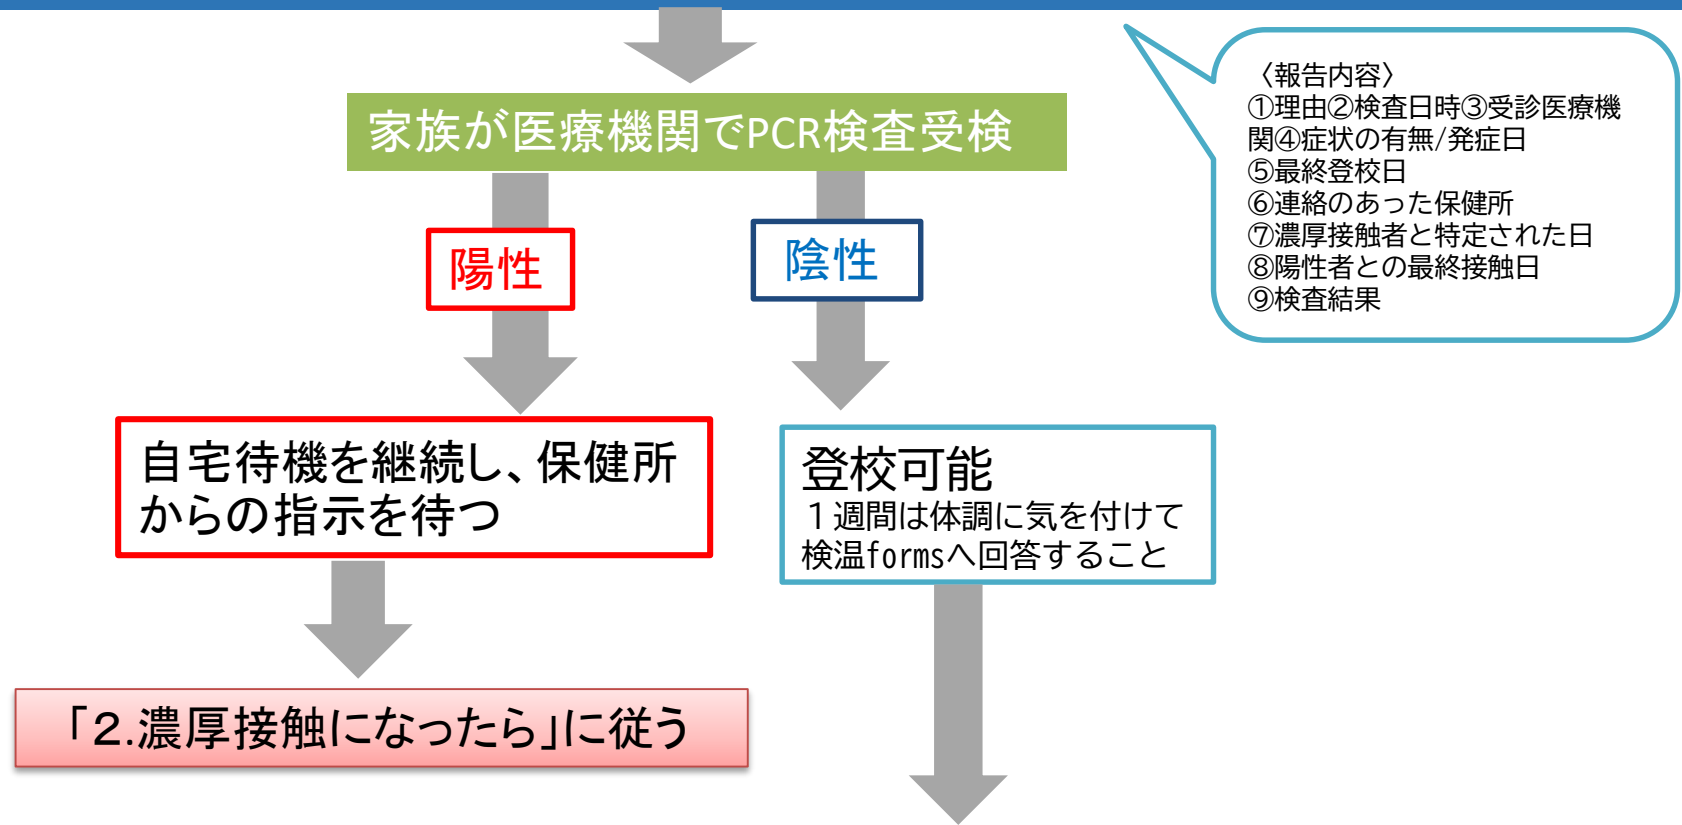 家族が医療機関でPCR検査受検
陽性
陰性
自宅待機を継続し、保健所
からの指示を待つ
登校可能
１週間は体調に気を付けて
検温formsへ回答すること
「２.濃厚接触になったら」に従う
〈報告内容〉
①理由②検査日時③受診医療機
関④症状の有無/発症日
⑤最終登校日
⑥連絡のあった保健所
⑦濃厚接触者と特定された日
⑧陽性者との最終接触日
⑨検査結果